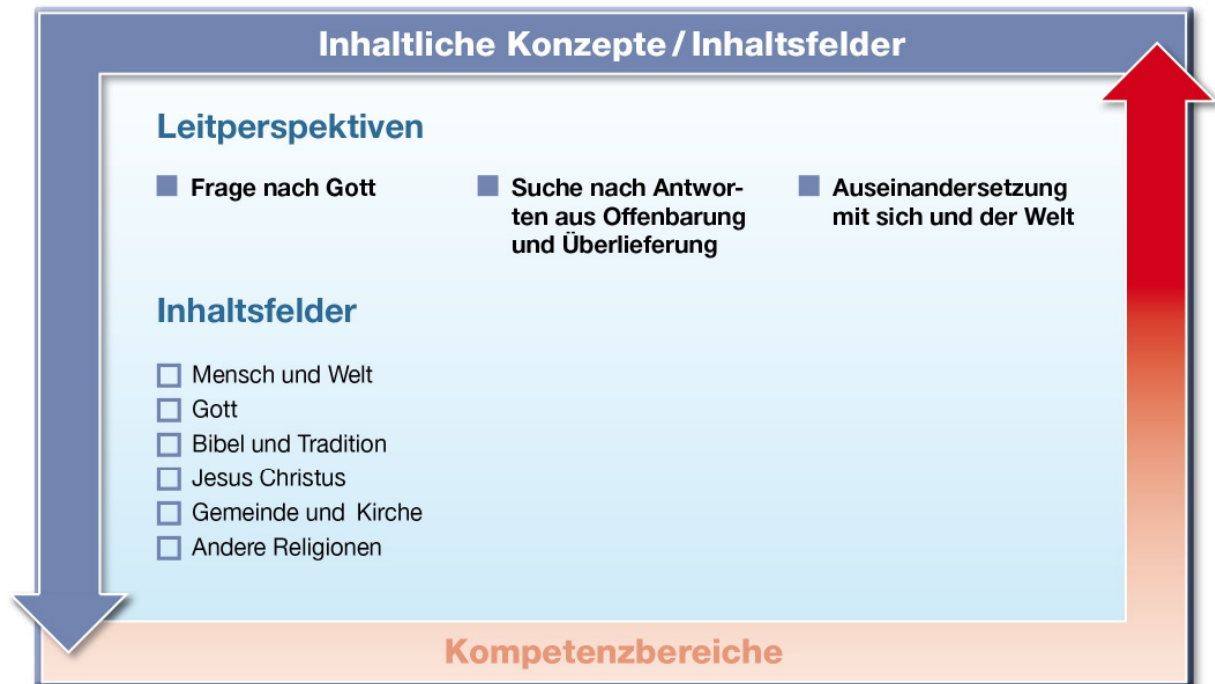 Inhaltliche Konzepte / Inhaltsfelder
Leitperspektiven
Frage nach Gott
Suche nach Antwor-
ten aus Offenbarung
und Überlieferung
Auseinandersetzung
mit sich und der Welt
Inhaltsfelder
Mensch und Welt
Gott
Bibel und Tradition
Jesus Christus
Gemeinde und Kirche
Andere Religionen
Kompetenzbereiche